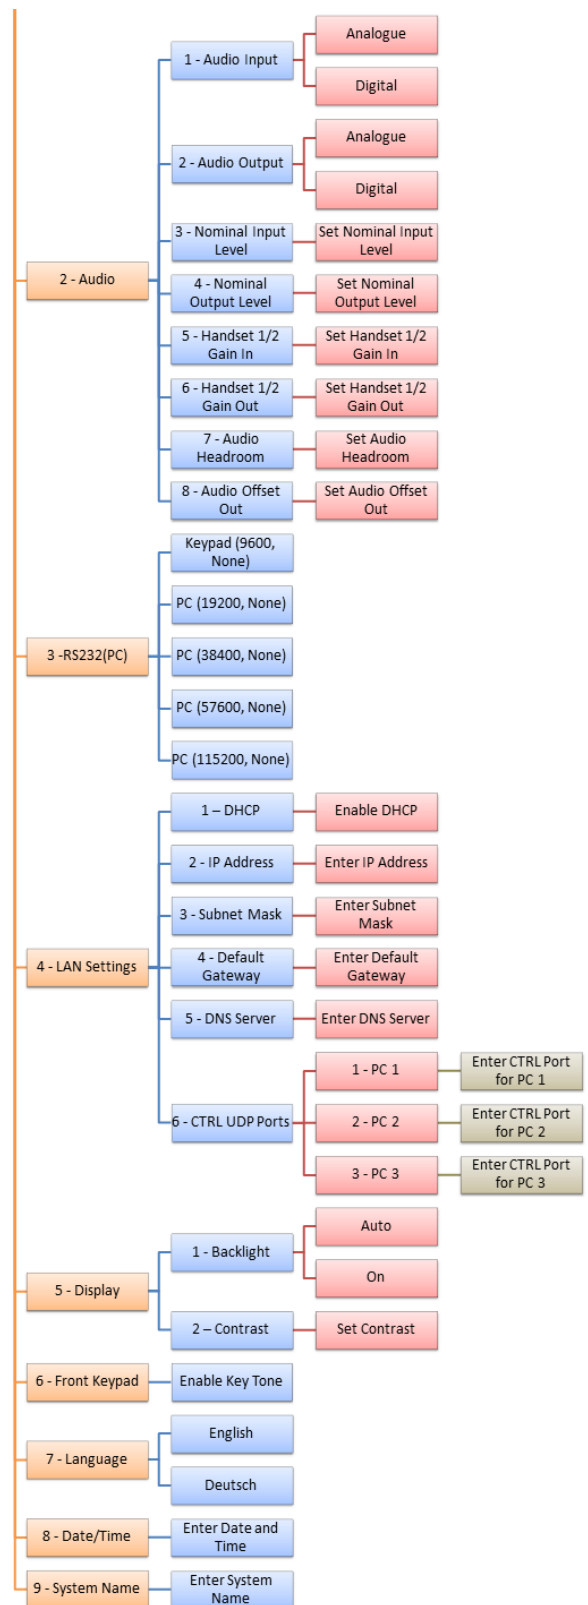 2 - Audio
1 - Audio Input
Analogue
Digital
2 - Audio Output
Analogue
Digital
3 - Nominal Input
Level
Set Nominal Input
Level
4 - Nominal
Output Level
Set Nominal
Output Level
5 - Handset 1/2
Gain In
Set Handset 1/2
Gain In
6 - Handset 1/2
Gain Out
Set Handset 1/2
Gain Out
7 - Audio
Headroom
Set Audio
Headroom
8 - Audio Offset
Out
Set Audio Offset
Out
3 -RS232(PC)
Keypad (9600,
None)
PC (19200, None)
PC (38400, None)
PC (57600, None)
PC (115200, None)
4 - LAN Settings
1 – DHCP
Enable DHCP
2 - IP Address
Enter IP Address
3 - Subnet Mask
Enter Subnet
Mask
4 - Default
Gateway
Enter Default
Gateway
5 - DNS Server
Enter DNS Server
6 - CTRL UDP Ports
1 - PC 1
Enter CTRL Port
for PC 1
2 - PC 2
Enter CTRL Port
for PC 2
3 - PC 3
Enter CTRL Port
for PC 3
5 - Display
1 - Backlight
Auto
On
2 – Contrast
Set Contrast
6 - Front Keypad
Enable Key Tone
7 - Language
English
Deutsch
8 - Date/Time
Enter Date and
Time
9 - System Name
Enter System
Name